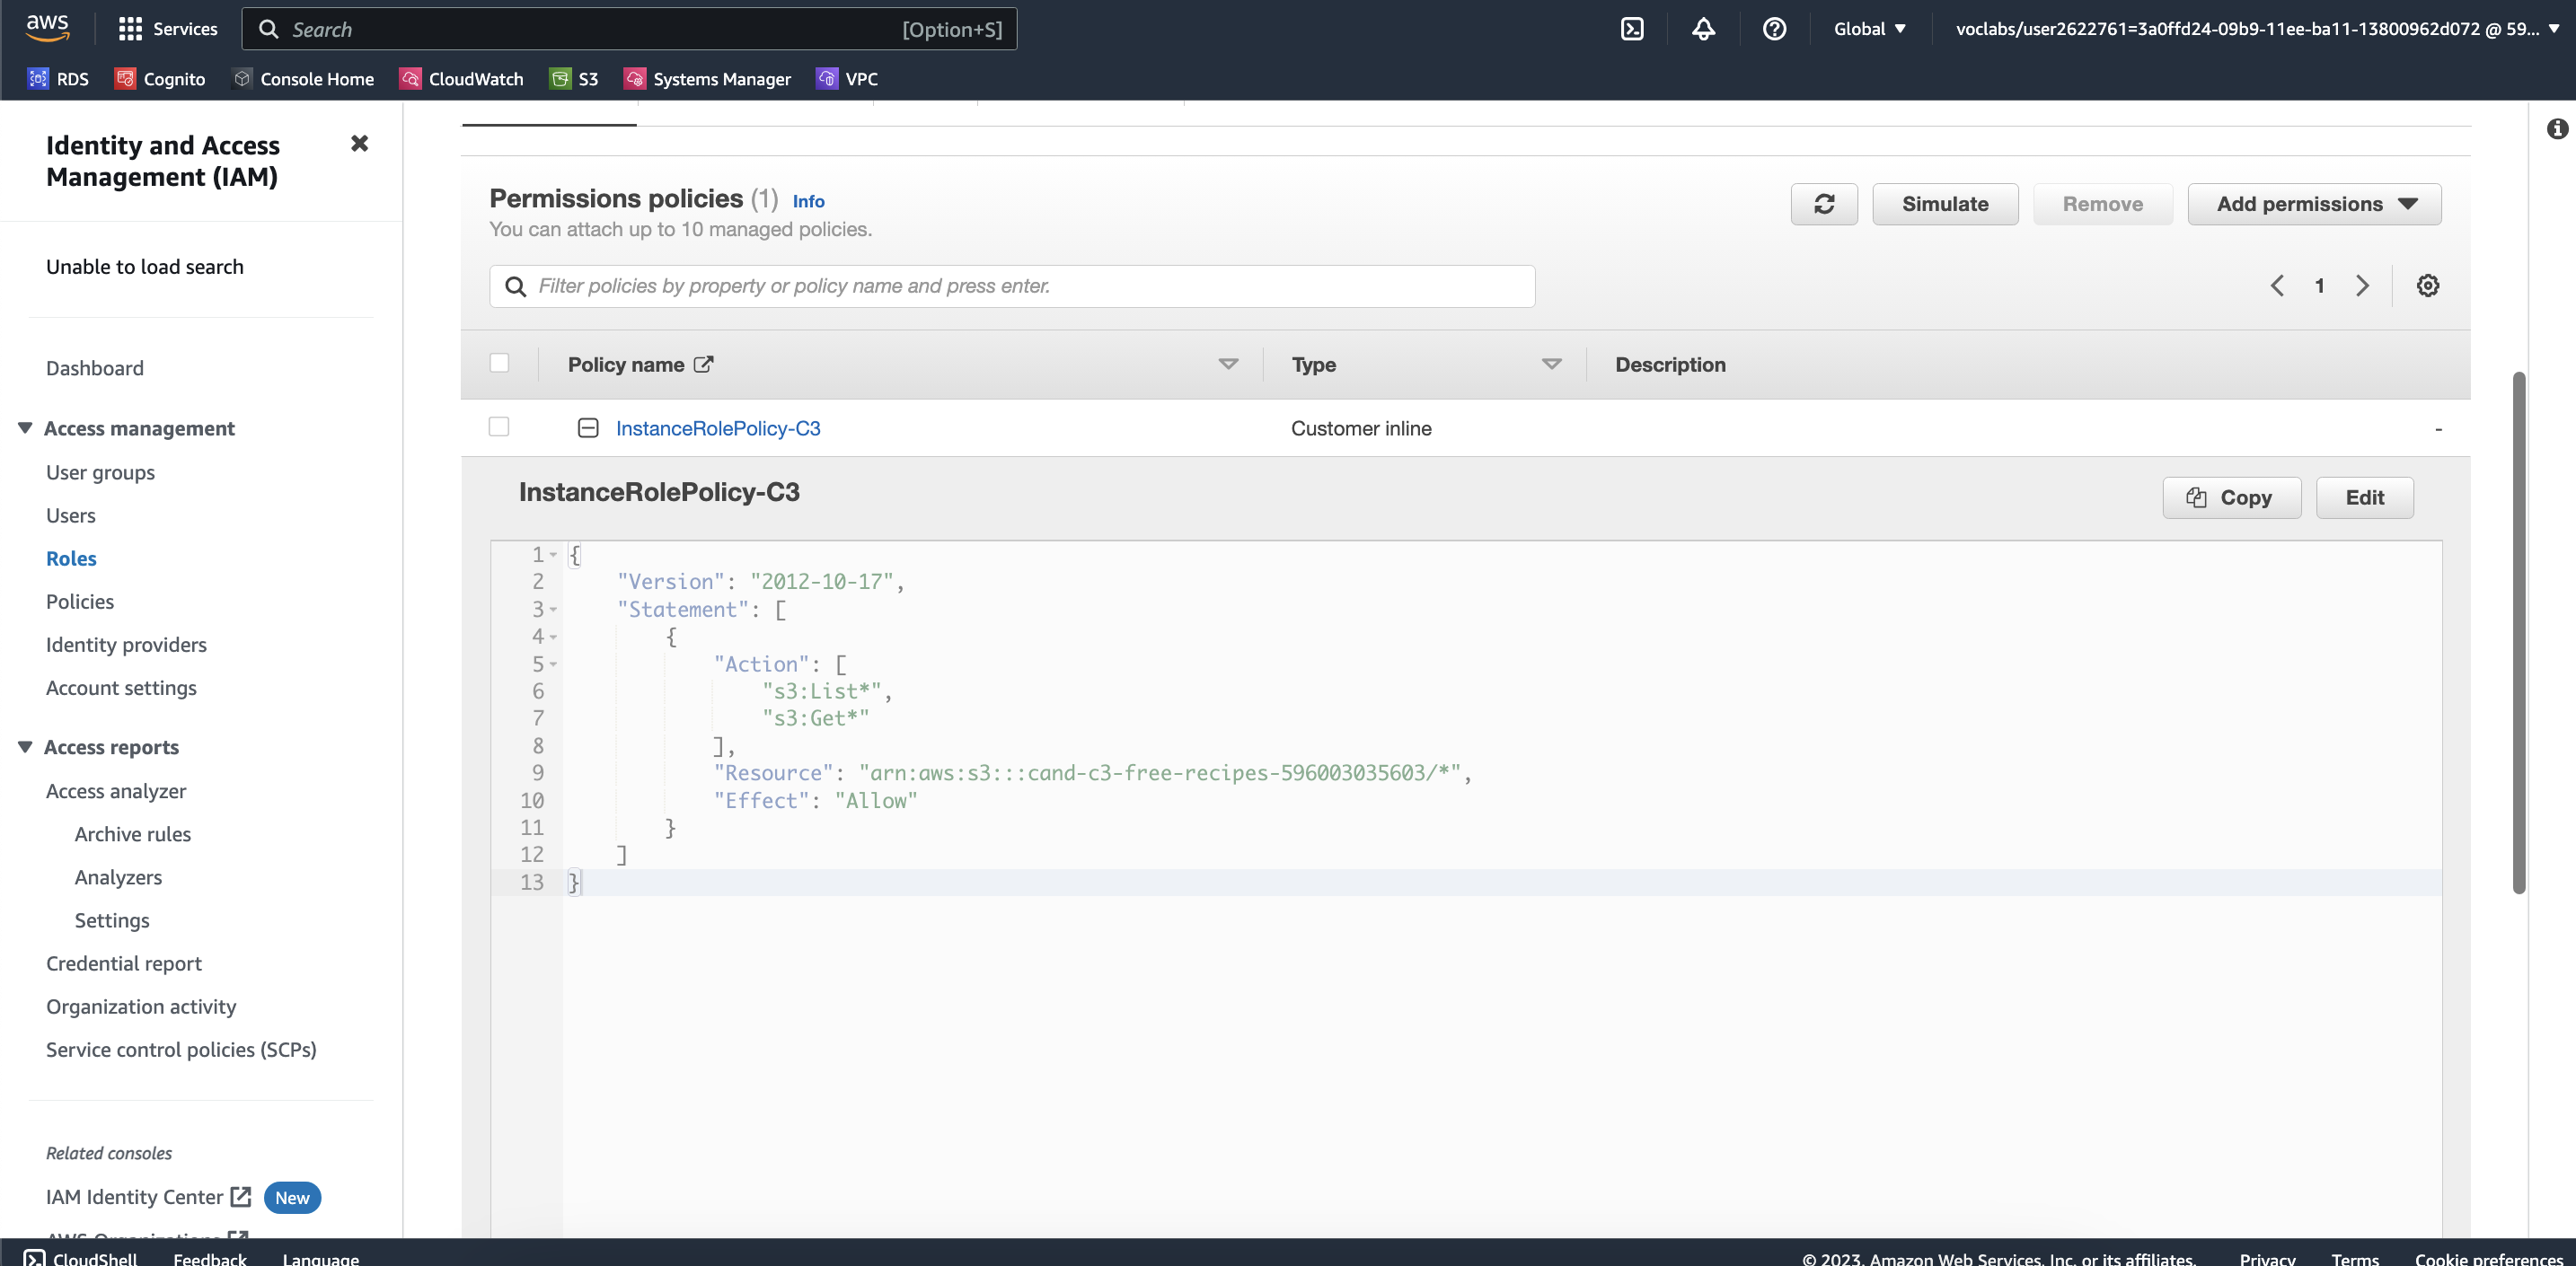 aws
Services
Search
[Option+S]
Global
voclabs/user2622761=3a0ffd24-09b9-11ee-ba11-13800962d072 @ 59...
RDS
Cognito
Console Home
CloudWatch
S3
Systems Manager
VPC
Identity and Access
Management (IAM)
Unable to load search
Dashboard
Access management
User groups
Users
Roles
Policies
Identity providers
Account settings
Access reports
Access analyzer
Archive rules
Analyzers
Settings
Credential report
Organization activity
Service control policies (SCPs)
Related consoles
IAM Identity Center
New
AWS Organizations
Permissions policies (1) Info
You can attach up to 10 managed policies.
Simulate
Remove
Add permissions
Filter policies by property or policy name and press enter.
1
Policy name
Type
Description
InstanceRolePolicy-C3
Customer inline
-
InstanceRolePolicy-C3
Copy
Edit
1 {
2 "Version": "2012-10-17",
3 "Statement": [
4 {
5 "Action": [
6 "s3:List*",
7 "s3:Get*"
8 ],
9 "Resource": "arn:aws:s3:::cand-c3-free-recipes-596003035603/*",
10 "Effect": "Allow"
11 }
12 ]
13 }
CloudShell
Feedback
Language
© 2023, Amazon Web Services, Inc. or its affiliates.
Privacy
Terms
Cookie preferences